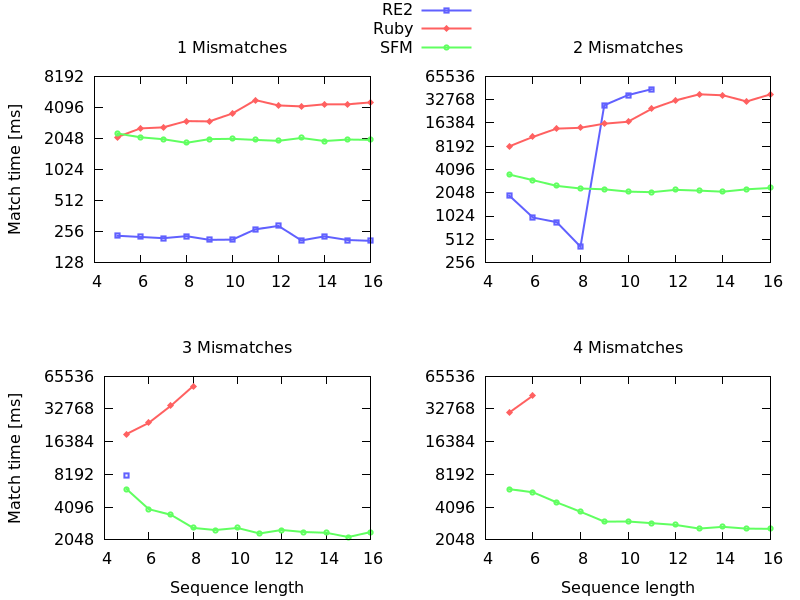 RE2
Ruby
SFM
1 Mismatches
8192
4096
2048
1024
512
256
128
4 6 8 10 12 14 16
Match time [ms]
2 Mismatches
65536
32768
16384
8192
4096
2048
1024
512
256
4 6 8 10 12 14 16
3 Mismatches
65536
32768
16384
8192
4096
2048
4 6 8 10 12 14 16
Match time [ms]
Sequence length
4 Mismatches
65536
32768
16384
8192
4096
2048
4 6 8 10 12 14 16
Sequence length